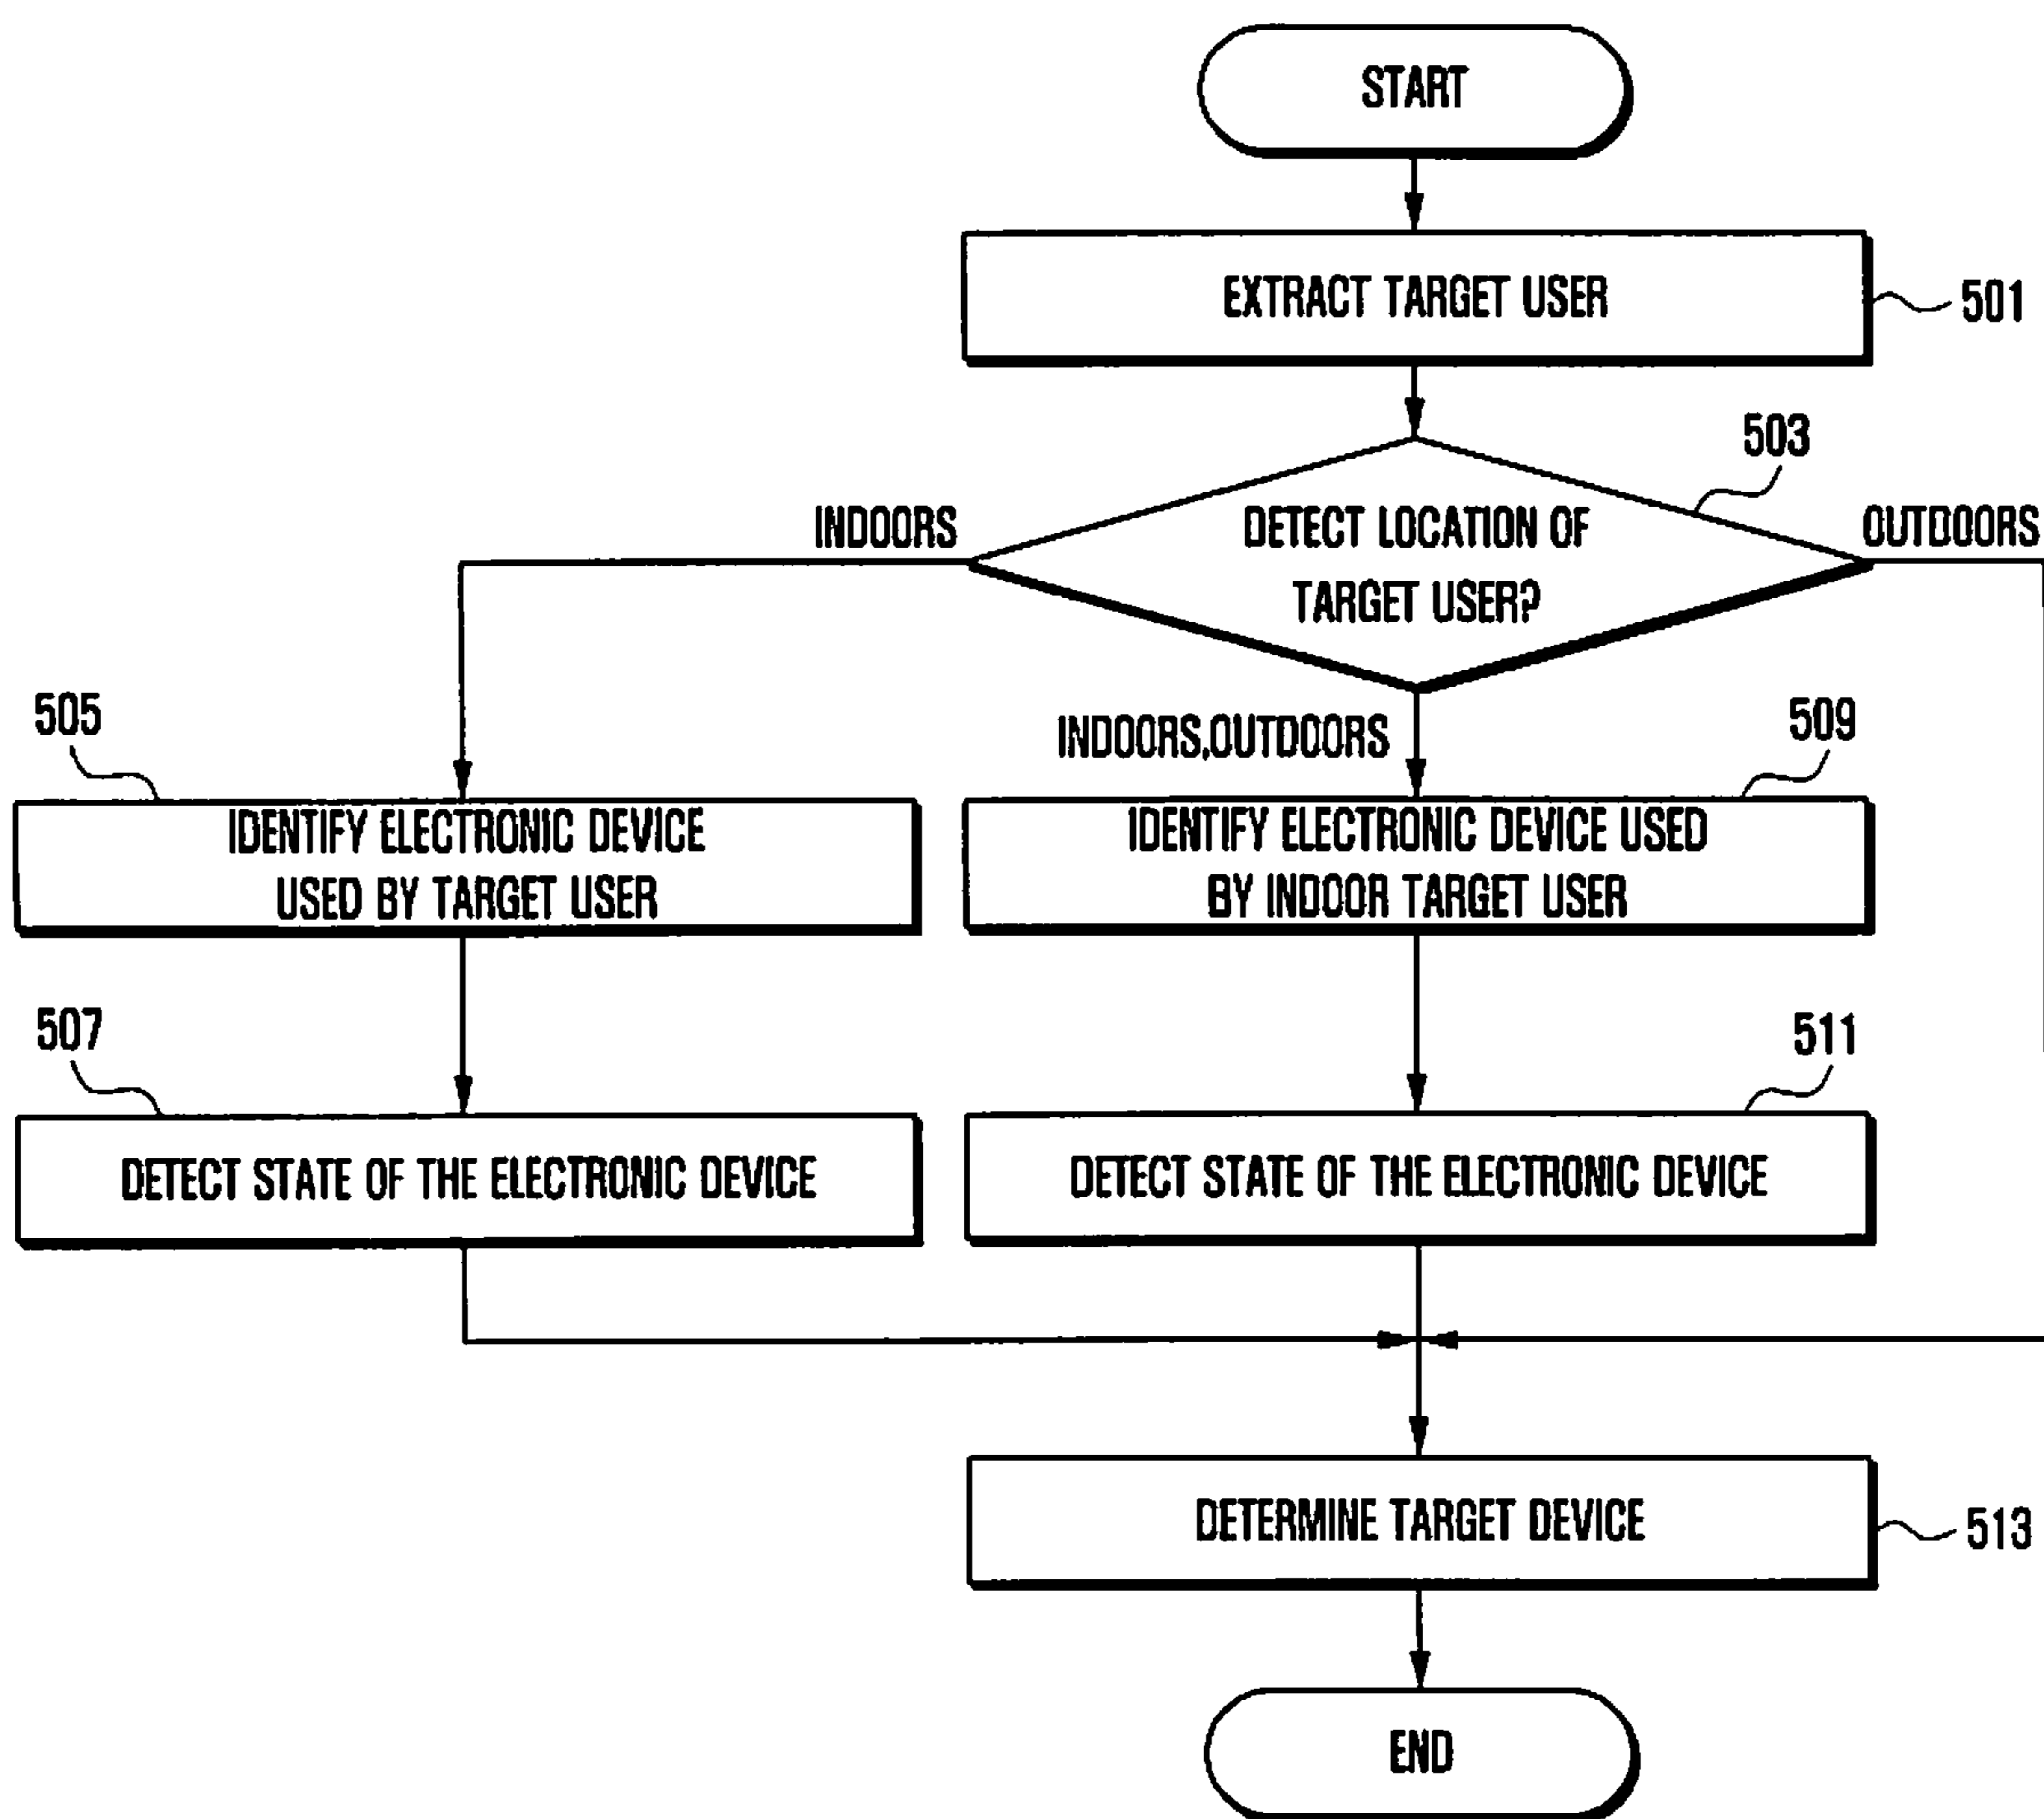 START
EXTRACT TARGET USER
501
503
DETECT LOCATION OF
TARGET USER?
INDOORS
OUTDOORS
INDOORS,OUTDOORS
505
IDENTIFY ELECTRONIC DEVICE
USED BY TARGET USER
509
IDENTIFY ELECTRONIC DEVICE USED
BY INDOOR TARGET USER
507
DETECT STATE OF THE ELECTRONIC DEVICE
511
DETECT STATE OF THE ELECTRONIC DEVICE
DETERMINE TARGET DEVICE
513
END